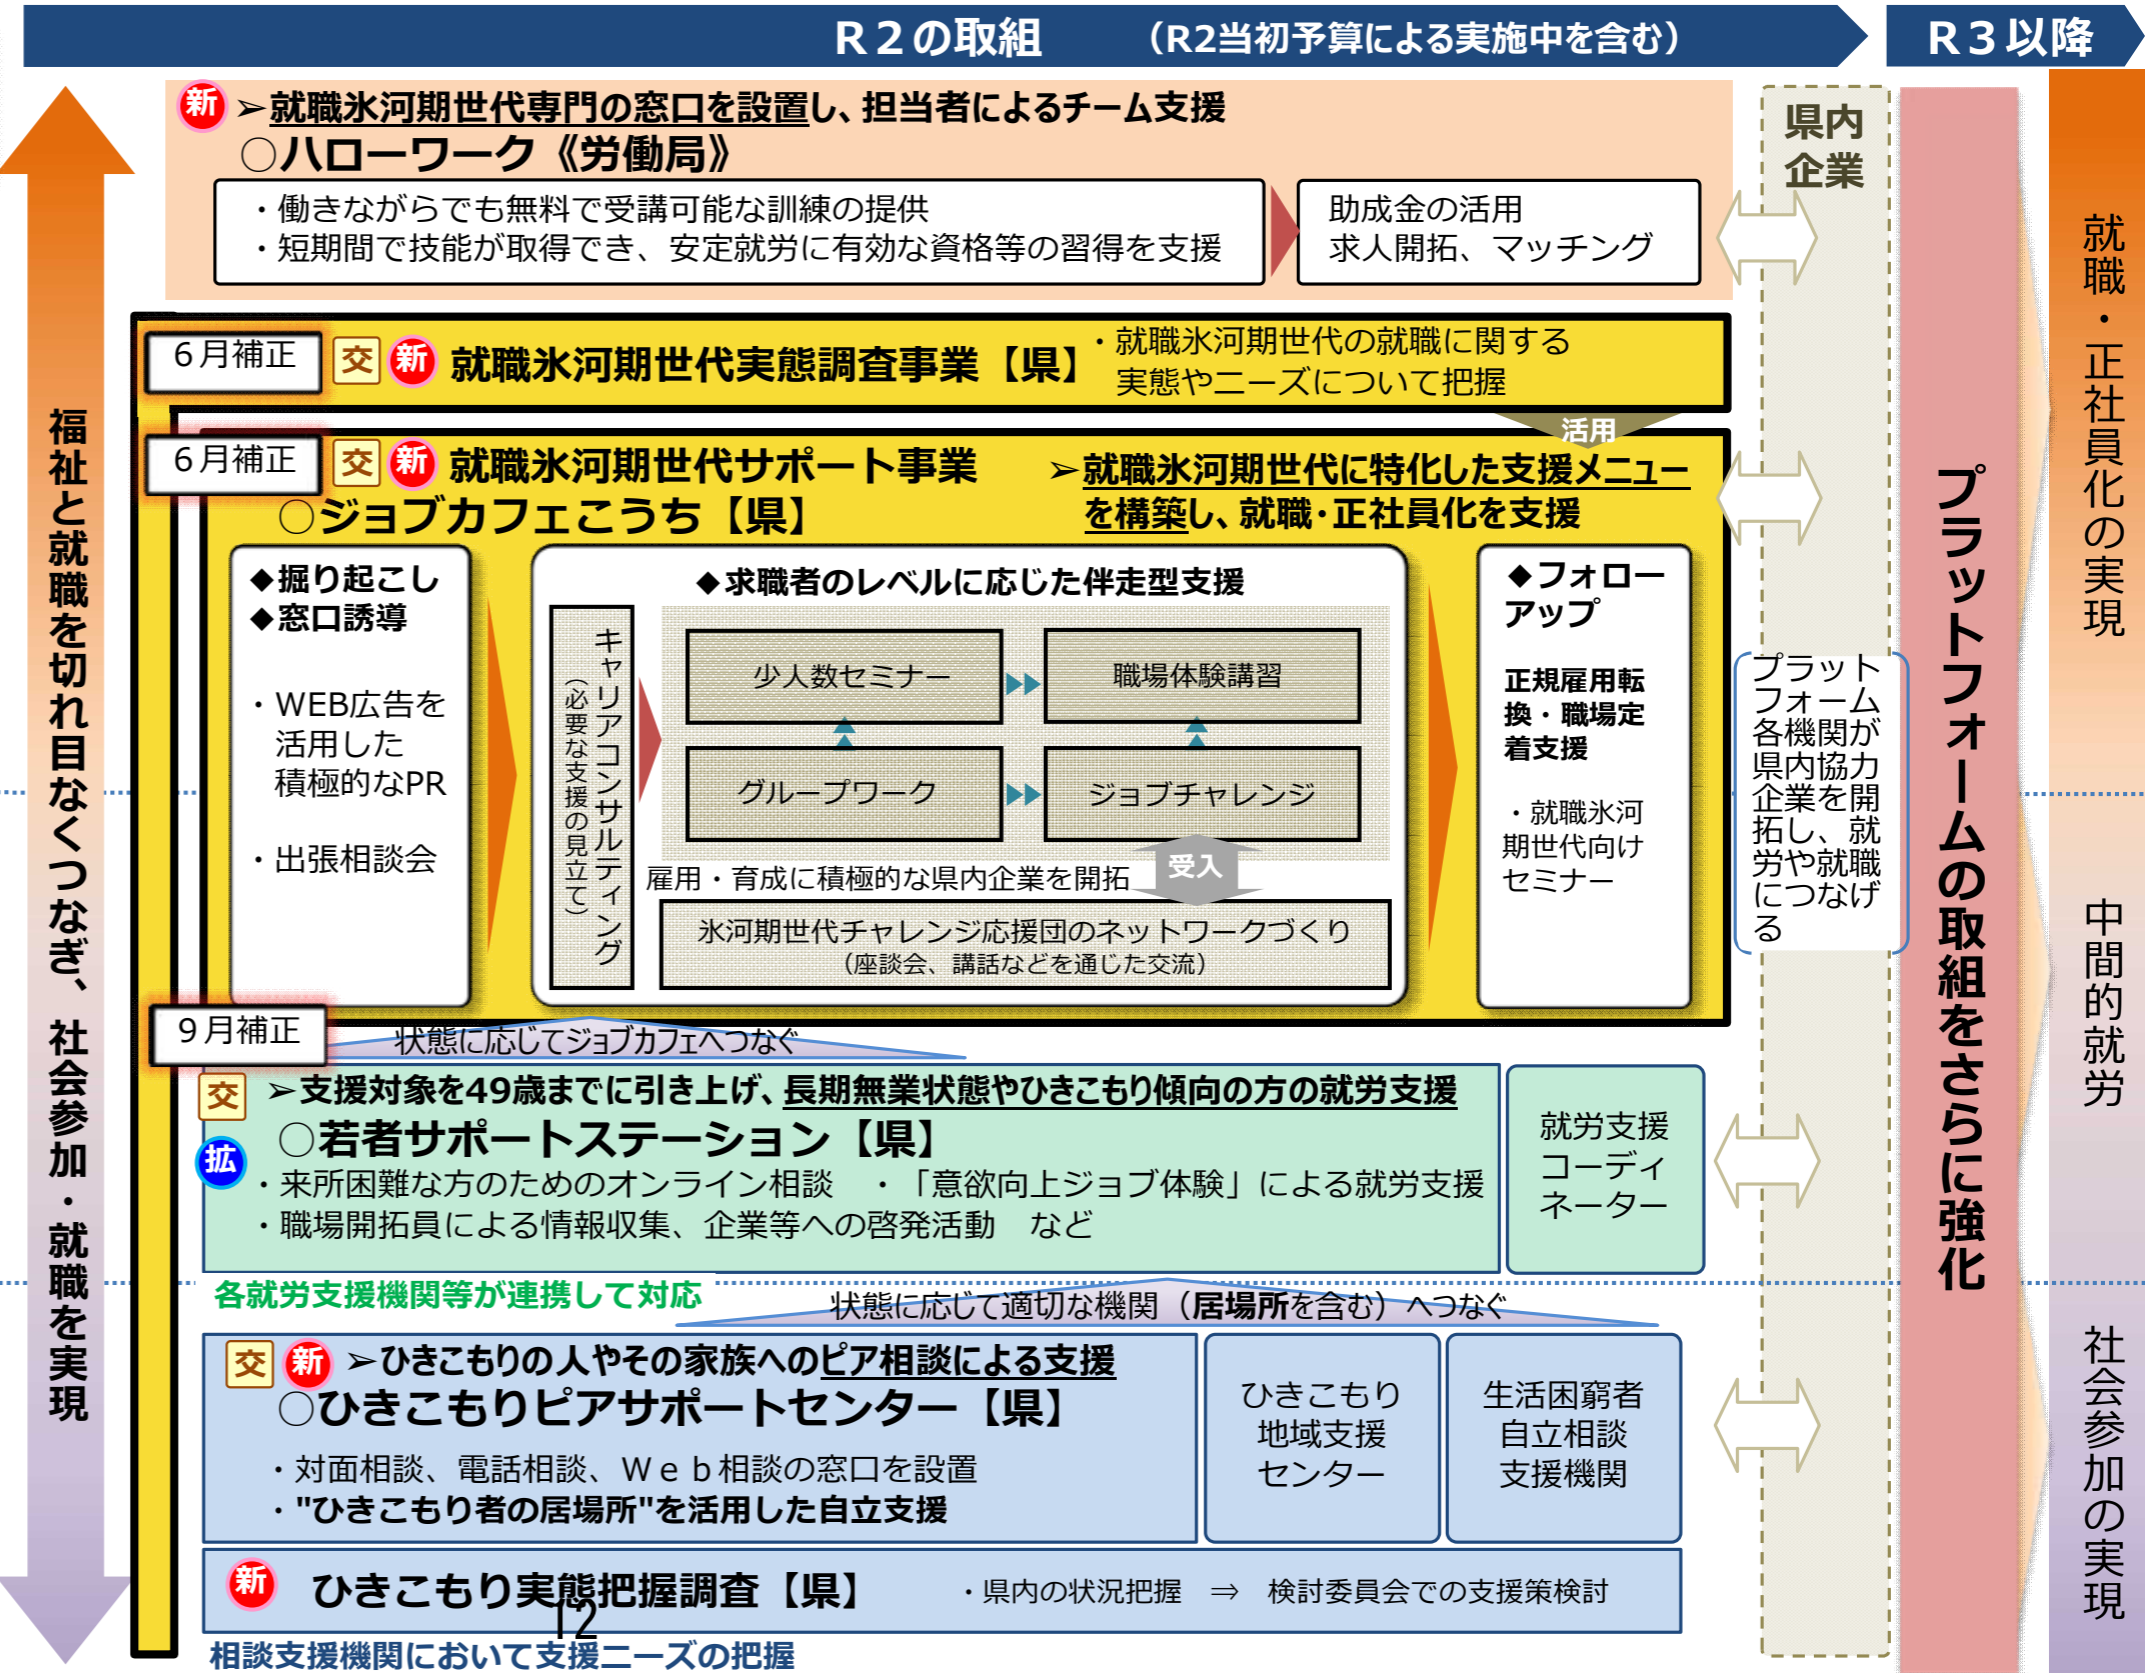 R２の取組　（R2当初予算による実施中を含む）
R３以降
新
➢就職氷河期世代専門の窓口を設置し、担当者によるチーム支援
○ハローワーク《労働局》
・働きながらでも無料で受講可能な訓練の提供
・短期間で技能が取得でき、安定就労に有効な資格等の習得を支援
助成金の活用
求人開拓、マッチング
県内
企業
福祉と就職を切れ目なくつなぎ、社会参加・就職を実現
6月補正
交
新
就職氷河期世代実態調査事業【県】
・就職氷河期世代の就職に関する
実態やニーズについて把握
活用
6月補正
交
新
就職氷河期世代サポート事業
○ジョブカフェこうち【県】
➢就職氷河期世代に特化した支援メニュー
を構築し、就職・正社員化を支援
◆掘り起こし
◆窓口誘導
・WEB広告を
活用した
積極的なPR
・出張相談会
◆求職者のレベルに応じた伴走型支援
キャリアコンサルティング
（必要な支援の見立て）
少人数セミナー
職場体験講習
グループワーク
ジョブチャレンジ
雇用・育成に積極的な県内企業を開拓
受入
氷河期世代チャレンジ応援団のネットワークづくり
（座談会、講話などを通じた交流）
◆フォロー
アップ
正規雇用転
換・職場定
着支援
・就職氷河
期世代向け
セミナー
プラット
フォーム
各機関が
県内協力
企業を開
拓し、就
労や就職
につなげ
る
プラットフォームの取組をさらに強化
就職・正社員化の実現
中間的就労
社会参加の実現
9月補正
状態に応じてジョブカフェへつなぐ
交
拡
➢支援対象を49歳までに引き上げ、長期無業状態やひきこもり傾向の方の就労支援
○若者サポートステーション【県】
・来所困難な方のためのオンライン相談　・「意欲向上ジョブ体験」による就労支援
・職場開拓員による情報収集、企業等への啓発活動　など
就労支援
コーディ
ネーター
各就労支援機関等が連携して対応
状態に応じて適切な機関（居場所を含む）へつなぐ
交
新
➢ひきこもりの人やその家族へのピア相談による支援
○ひきこもりピアサポートセンター【県】
・対面相談、電話相談、Ｗｅｂ相談の窓口を設置
・"ひきこもり者の居場所"を活用した自立支援
ひきこもり
地域支援
センター
生活困窮者
自立相談
支援機関
新
ひきこもり実態把握調査【県】
・県内の状況把握　⇒　検討委員会での支援策検討
12
相談支援機関において支援ニーズの把握